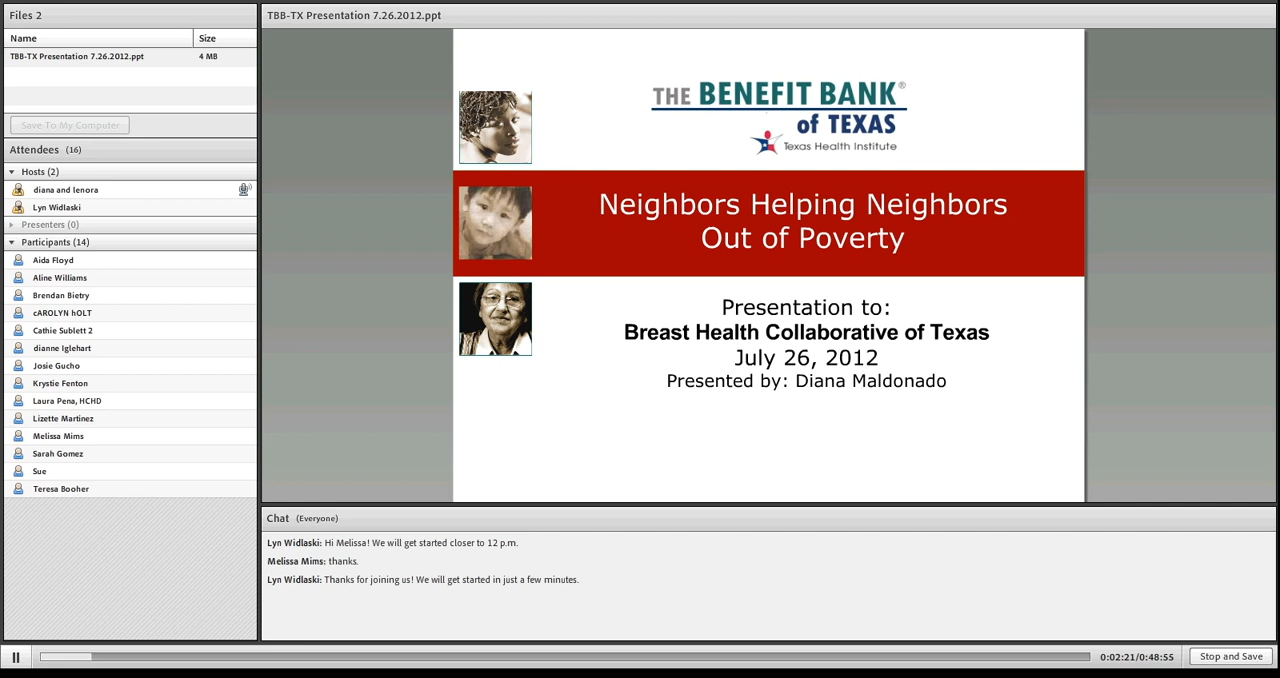 Files 2
Name Size
TBB-TX Presentation 7.26.2012.ppt 4 MB
Save To My Computer
Attendees (16)
Hosts (2)
diana and lenora
Lyn Widlaski
Presenters (0)
Participants (14)
Aida Floyd
Aline Williams
Brendan Bietry
cAROLYN hOLT
Cathie Sublett 2
dianne Iglehart
Josie Gucho
Krystie Fenton
Laura Pena, HCHD
Lizette Martinez
Melissa Mims
Sarah Gomez
Sue
Teresa Booher
TBB-TX Presentation 7.26.2012.ppt
THE BENEFIT BANK®
of TEXAS
Texas Health Institute
Neighbors Helping Neighbors
Out of Poverty
Presentation to:
Breast Health Collaborative of Texas
July 26, 2012
Presented by: Diana Maldonado
Chat (Everyone)
Lyn Widlaski: Hi Melissa! We will get started closer to 12 p.m.
Melissa Mims: thanks.
Lyn Widlaski: Thanks for joining us! We will get started in just a few minutes.
0:02:21/0:48:55 Stop and Save